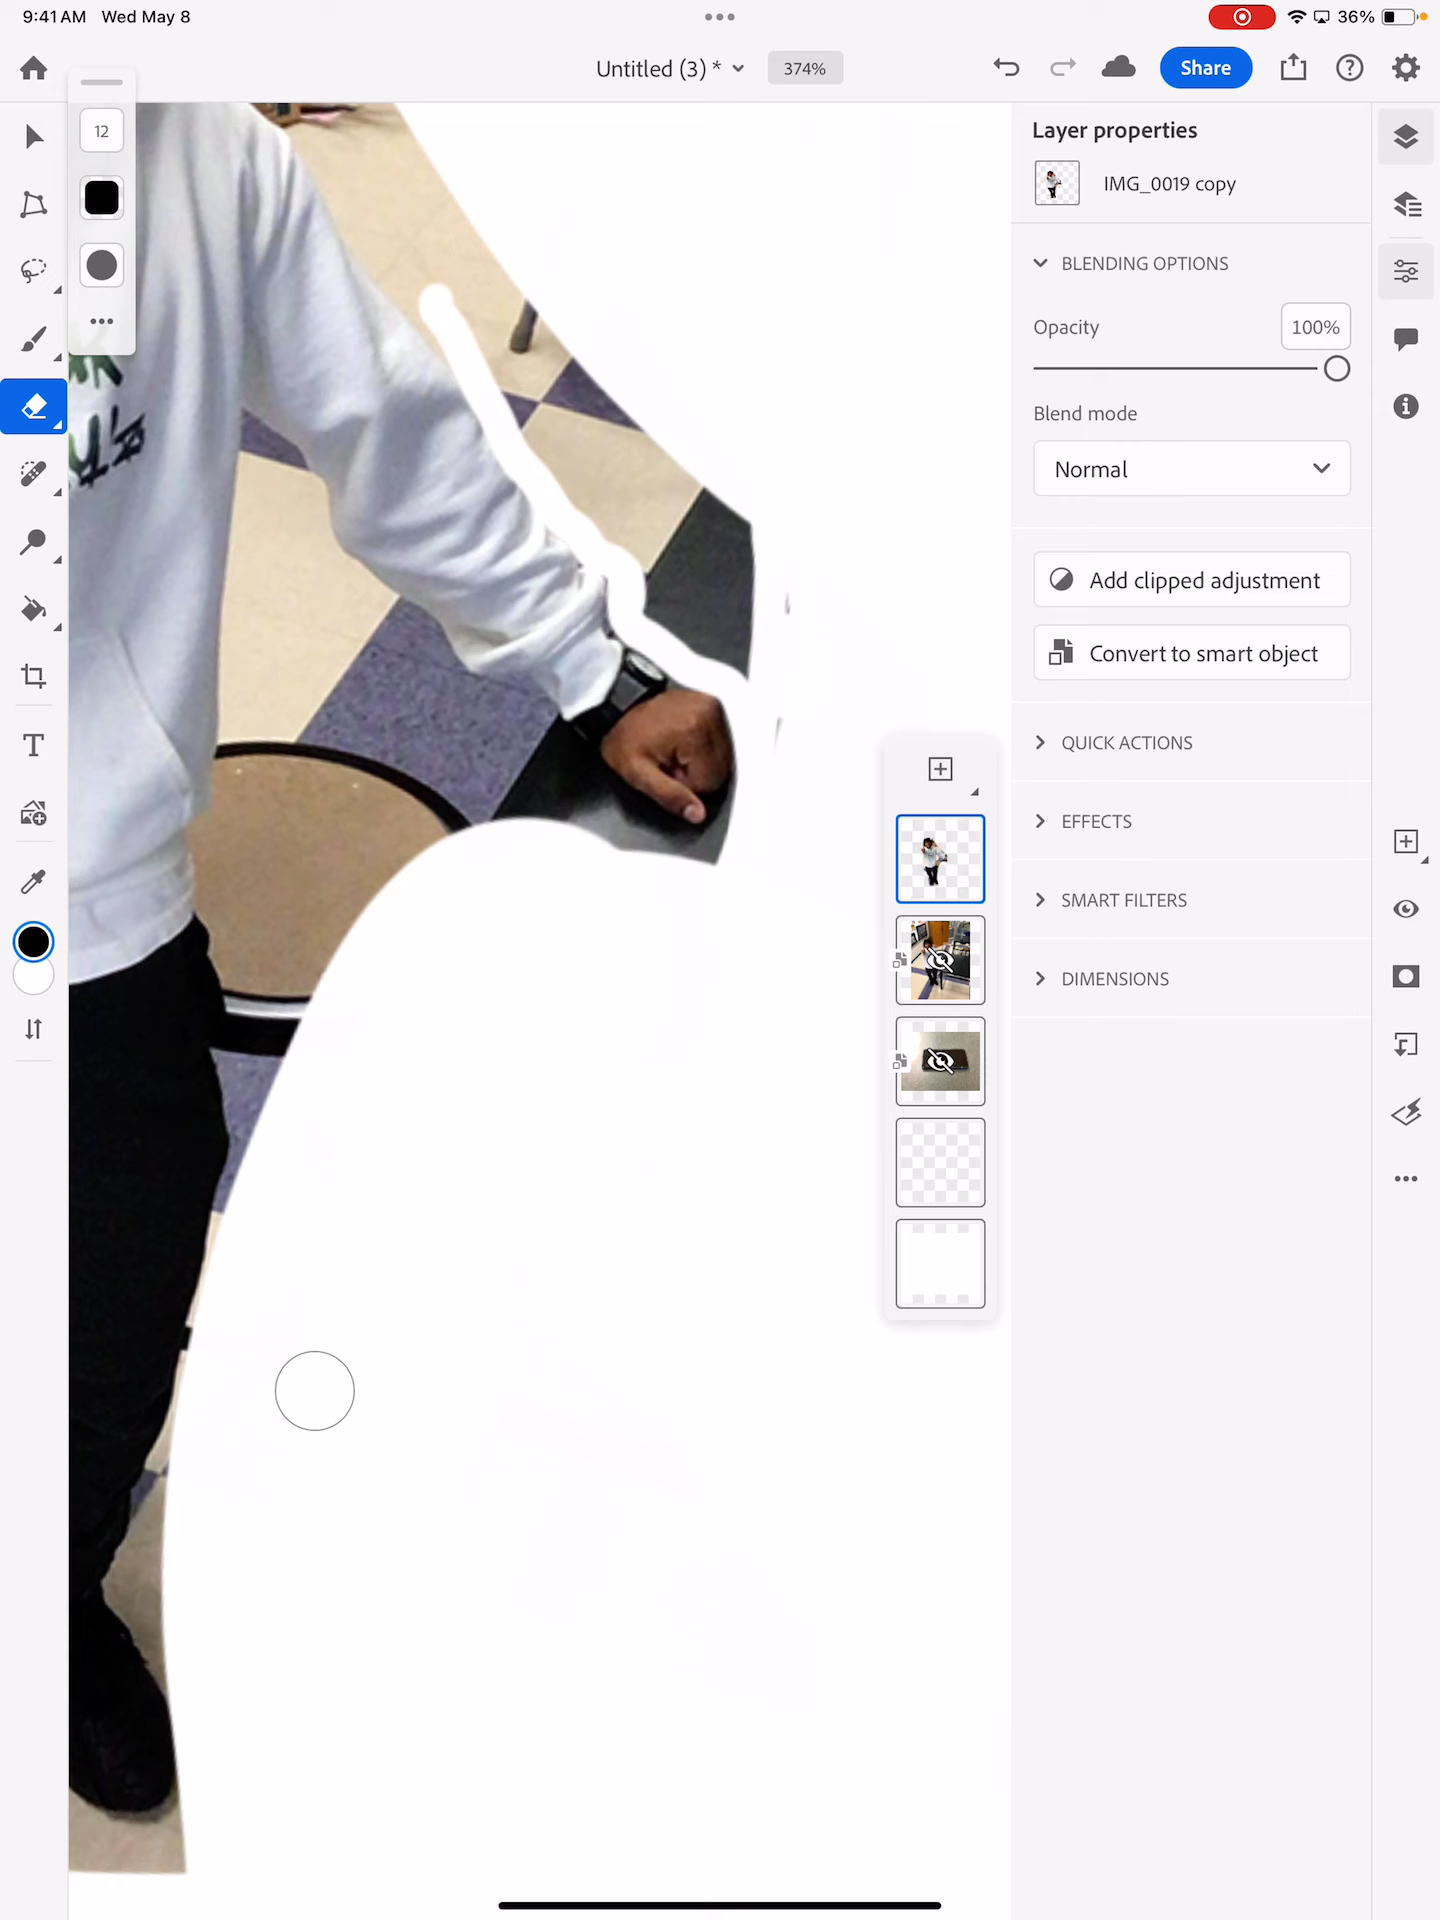 9:41 AM Wed May 8
36%
Untitled (3) *
374%
Share
12
T
Layer properties
IMG_0019 copy
BLENDING OPTIONS
Opacity
100%
Blend mode
Normal
Add clipped adjustment
Convert to smart object
QUICK ACTIONS
EFFECTS
SMART FILTERS
DIMENSIONS